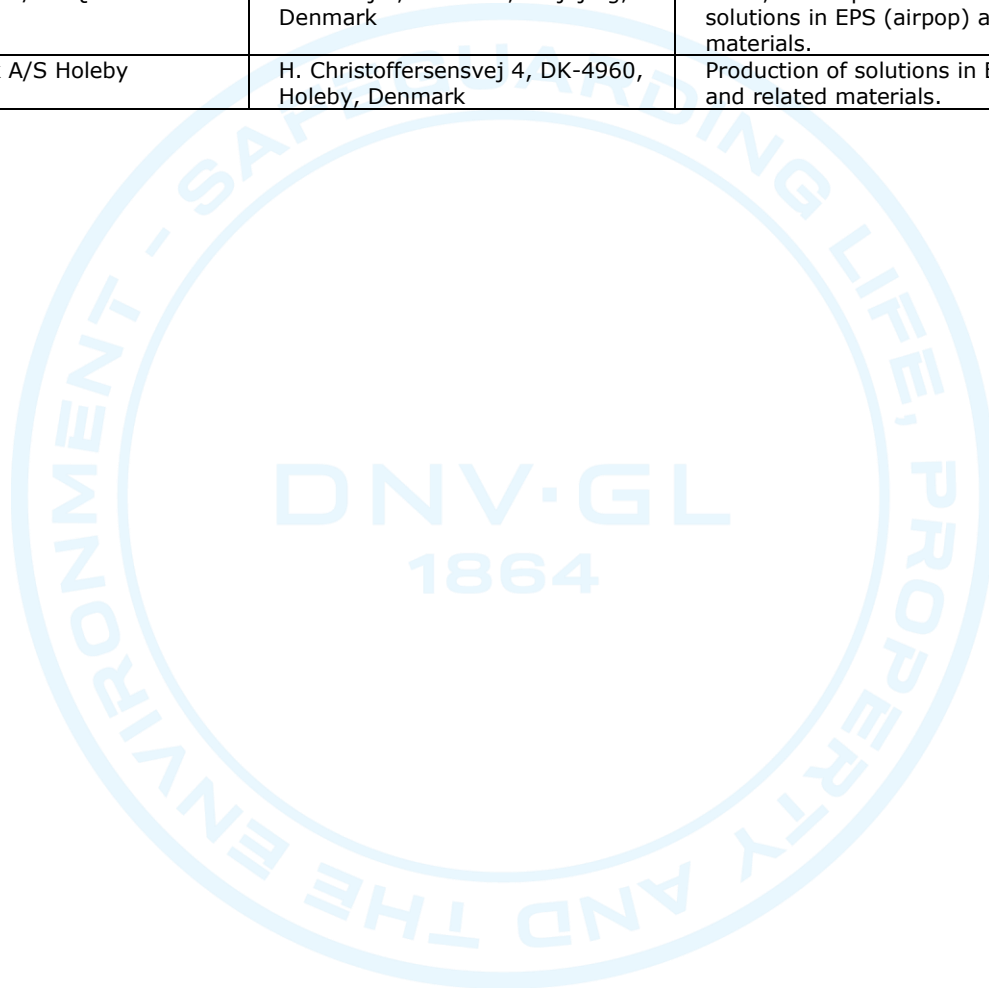 Denmark
solutions in EPS (airpop) a
materials.
A/S Holeby
H. Christoffersensvej 4, DK-4960,
Holeby, Denmark
Production of solutions in E
and related materials.
SAFEGUARDING LIFE, PROPERTY AND THE ENVIRONMENT -
DNV·GL
1864